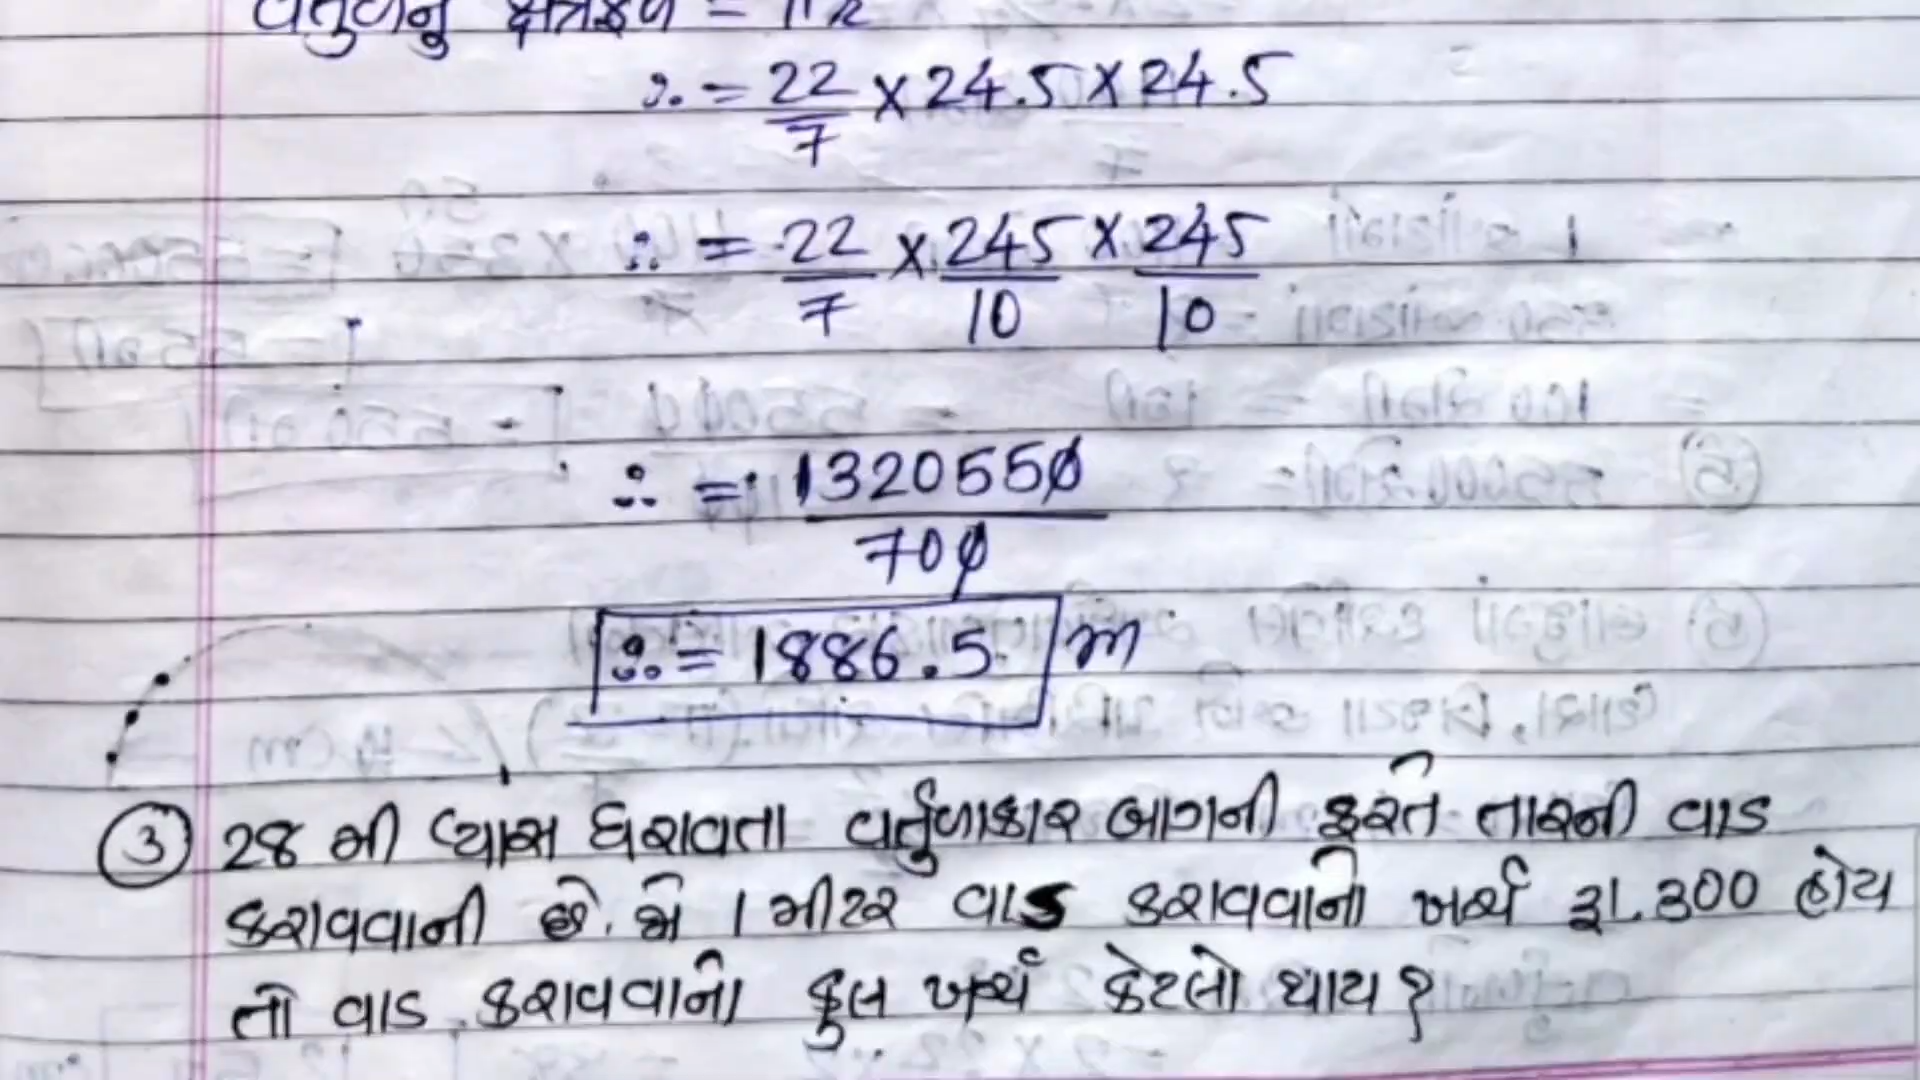 વર્તુળનું ક્ષેત્રફળ = πr
∴ = 22/7 × 24.5 × 24.5
∴ = 22/7 × 245/10 × 245/10
∴ = 1320550/700
∴ = 1886.5 m
③ 28 મી વ્યાસ ધરાવતા વર્તુળાકાર બાગની ફરતે તારની વાડ
કરાવવાની છે. જો 1 મીટર વાડ કરાવવાનો ખર્ચ રૂા. 300 હોય
તો વાડ કરાવવાનો કુલ ખર્ચ કેટલો થાય?